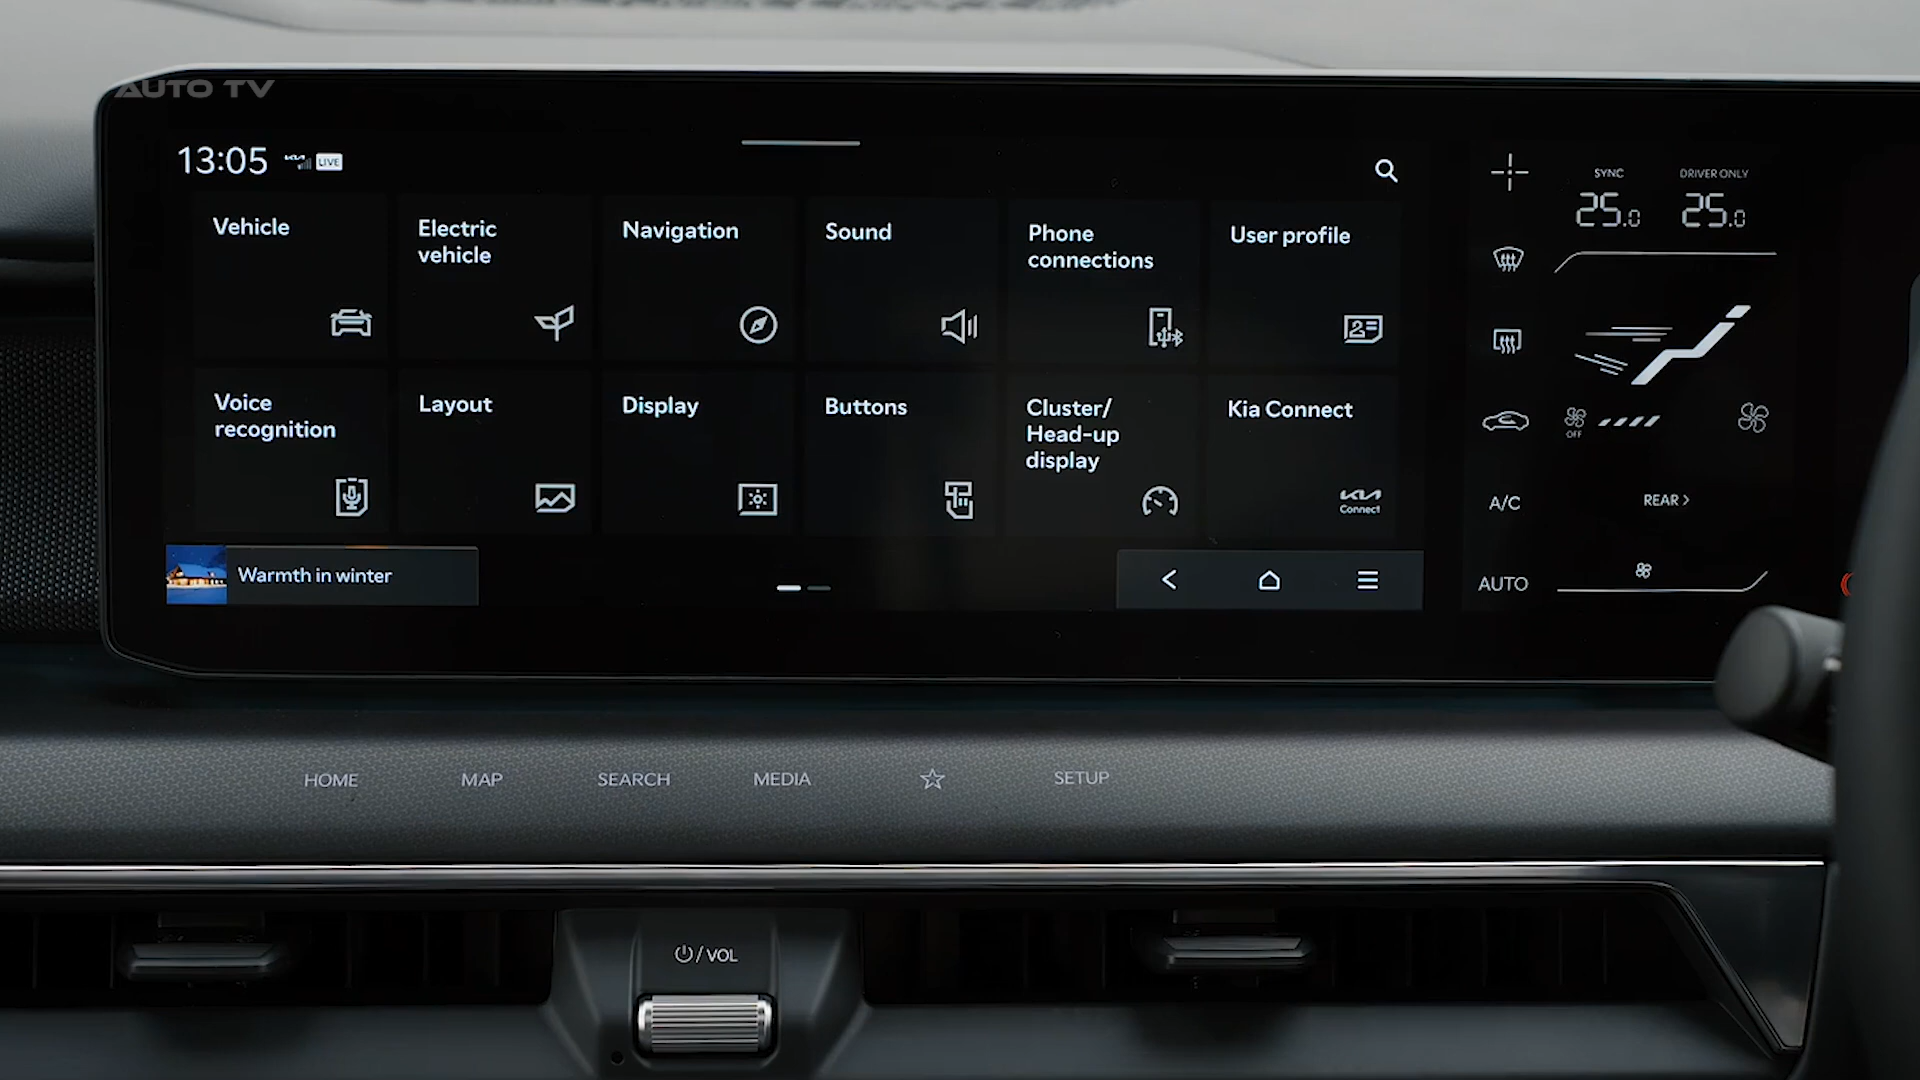 AUTO TV
13:05
KIA
LIVE
SYNC
DRIVER ONLY
25.0
25.0
Vehicle
Electric
vehicle
Navigation
Sound
Phone
connections
User profile
Voice
recognition
Layout
Display
Buttons
Cluster/
Head-up
display
Kia Connect
KIA
Connect
OFF
A/C
REAR >
AUTO
Warmth in winter
HOME
MAP
SEARCH
MEDIA
SETUP
/ VOL